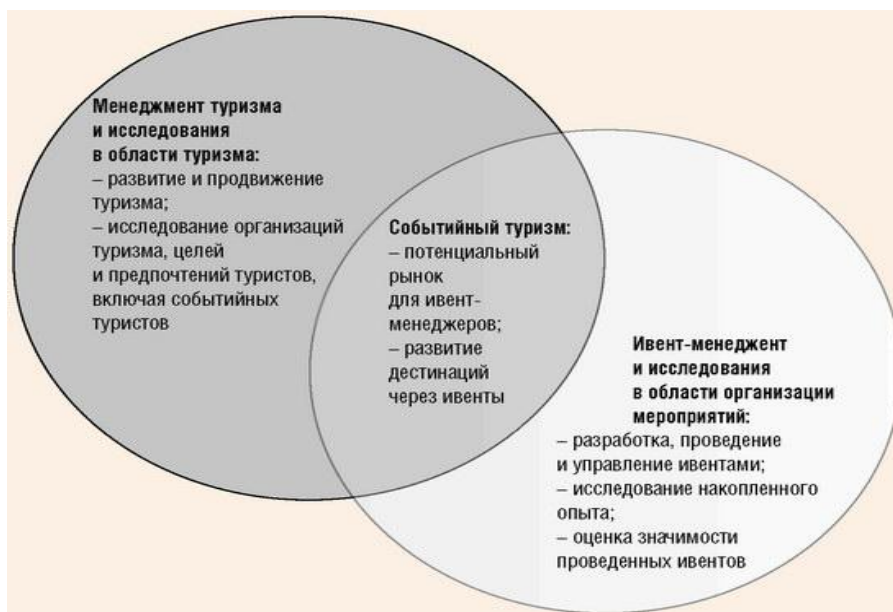 Менеджмент туризма
и исследования
в области туризма:
– развитие и продвижение
туризма;
– исследование организаций
туризма, целей
и предпочтений туристов,
включая событийных
туристов
Событийный туризм:
– потенциальный
рынок
для ивент-
менеджеров;
– развитие
дестинаций
через ивенты
Ивент-менеджент
и исследования
в области организации
мероприятий:
– разработка, проведение
и управление ивентами;
– исследование накопленного
опыта;
– оценка значимости
проведенных ивентов